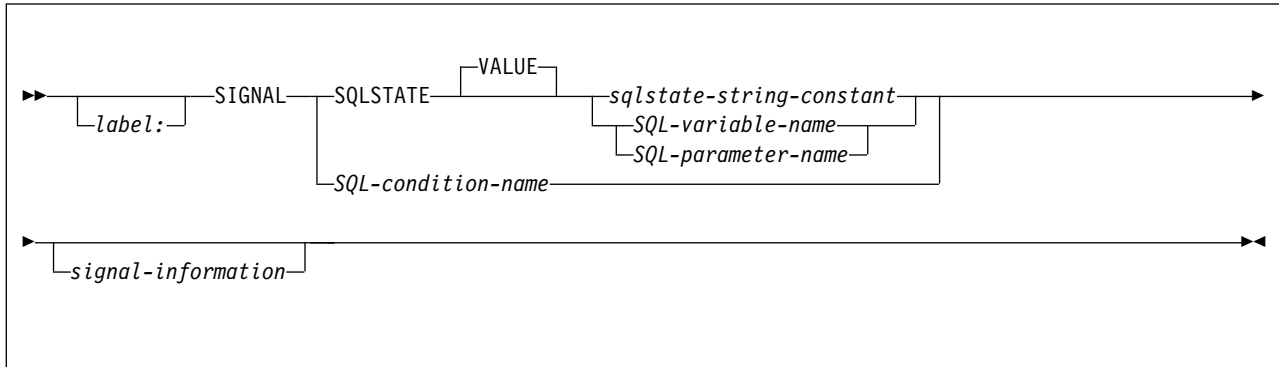 VALUE
SIGNAL SQLSTATE sqlstate-string-constant
label: SQL-variable-name
SQL-parameter-name
SQL-condition-name
signal-information